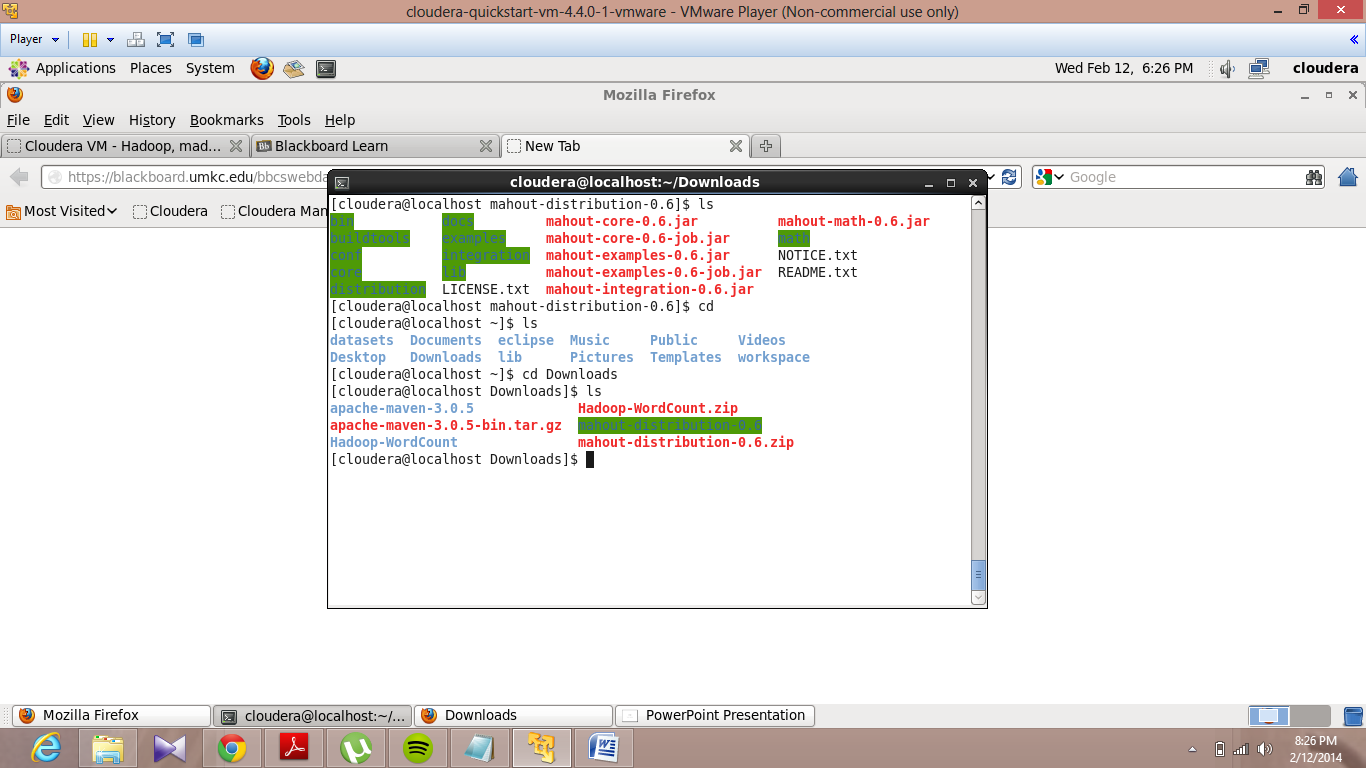 cloudera-quickstart-vm-4.4.0-1-vmware - VMware Player (Non-commercial use only)
Player
Applications Places System Wed Feb 12, 6:26 PM cloudera
Mozilla Firefox
File Edit View History Bookmarks Tools Help
Cloudera VM - Hadoop, mad... Blackboard Learn New Tab
https://blackboard.umkc.edu/bbcswebda Google
Most Visited Cloudera Cloudera Man
cloudera@localhost:~/Downloads
[cloudera@localhost mahout-distribution-0.6]$ ls
bin docs mahout-core-0.6.jar mahout-math-0.6.jar
buildtools examples mahout-core-0.6-job.jar math
conf integration mahout-examples-0.6.jar NOTICE.txt
core lib mahout-examples-0.6-job.jar README.txt
distribution LICENSE.txt mahout-integration-0.6.jar
[cloudera@localhost mahout-distribution-0.6]$ cd
[cloudera@localhost ~]$ ls
datasets Documents eclipse Music Public Videos
Desktop Downloads lib Pictures Templates workspace
[cloudera@localhost ~]$ cd Downloads
[cloudera@localhost Downloads]$ ls
apache-maven-3.0.5 Hadoop-WordCount.zip
apache-maven-3.0.5-bin.tar.gz mahout-distribution-0.6
Hadoop-WordCount mahout-distribution-0.6.zip
[cloudera@localhost Downloads]$
Mozilla Firefox cloudera@localhost:~/... Downloads PowerPoint Presentation
8:26 PM
2/12/2014